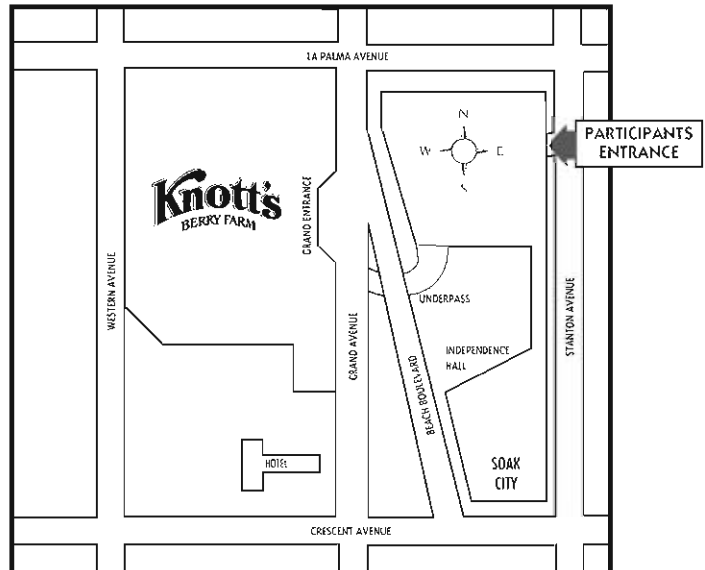 LA PALMA AVENUE
N
W
E
S
PARTICIPANTS
ENTRANCE
Knott's
BERRY FARM
GRAND ENTRANCE
WESTERN AVENUE
GRAND AVENUE
UNDERPASS
BEACH BOULEVARD
INDEPENDENCE
HALL
STANTON AVENUE
HOTEL
SOAK
CITY
CRESCENT AVENUE